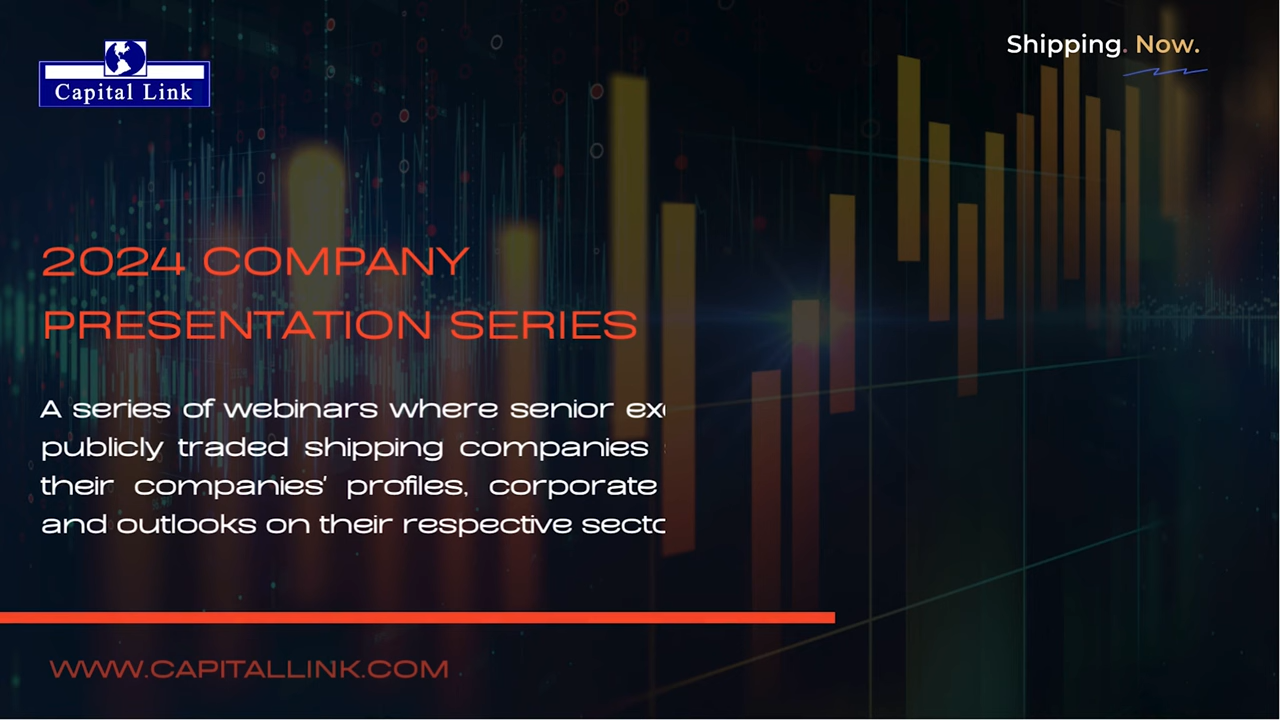 Capital Link
Shipping. Now.
2024 COMPANY
PRESENTATION SERIES
A series of webinars where senior
publicly traded shipping companies
their companies' profiles, corporate
and outlooks on their respective
WWW.CAPITALLINK.COM